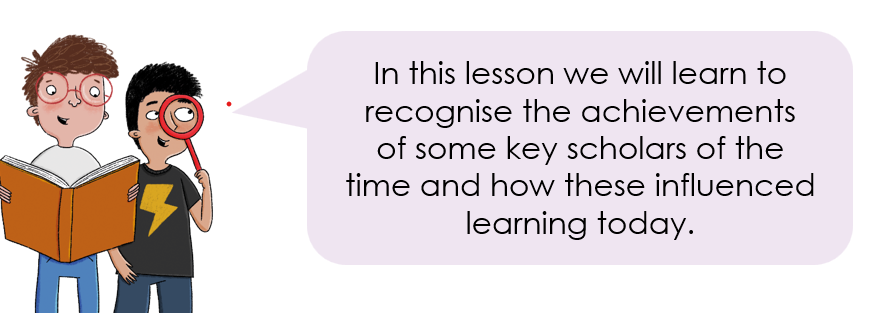 In this lesson we will learn to
recognise the achievements
of some key scholars of the
time and how these influenced
learning today.